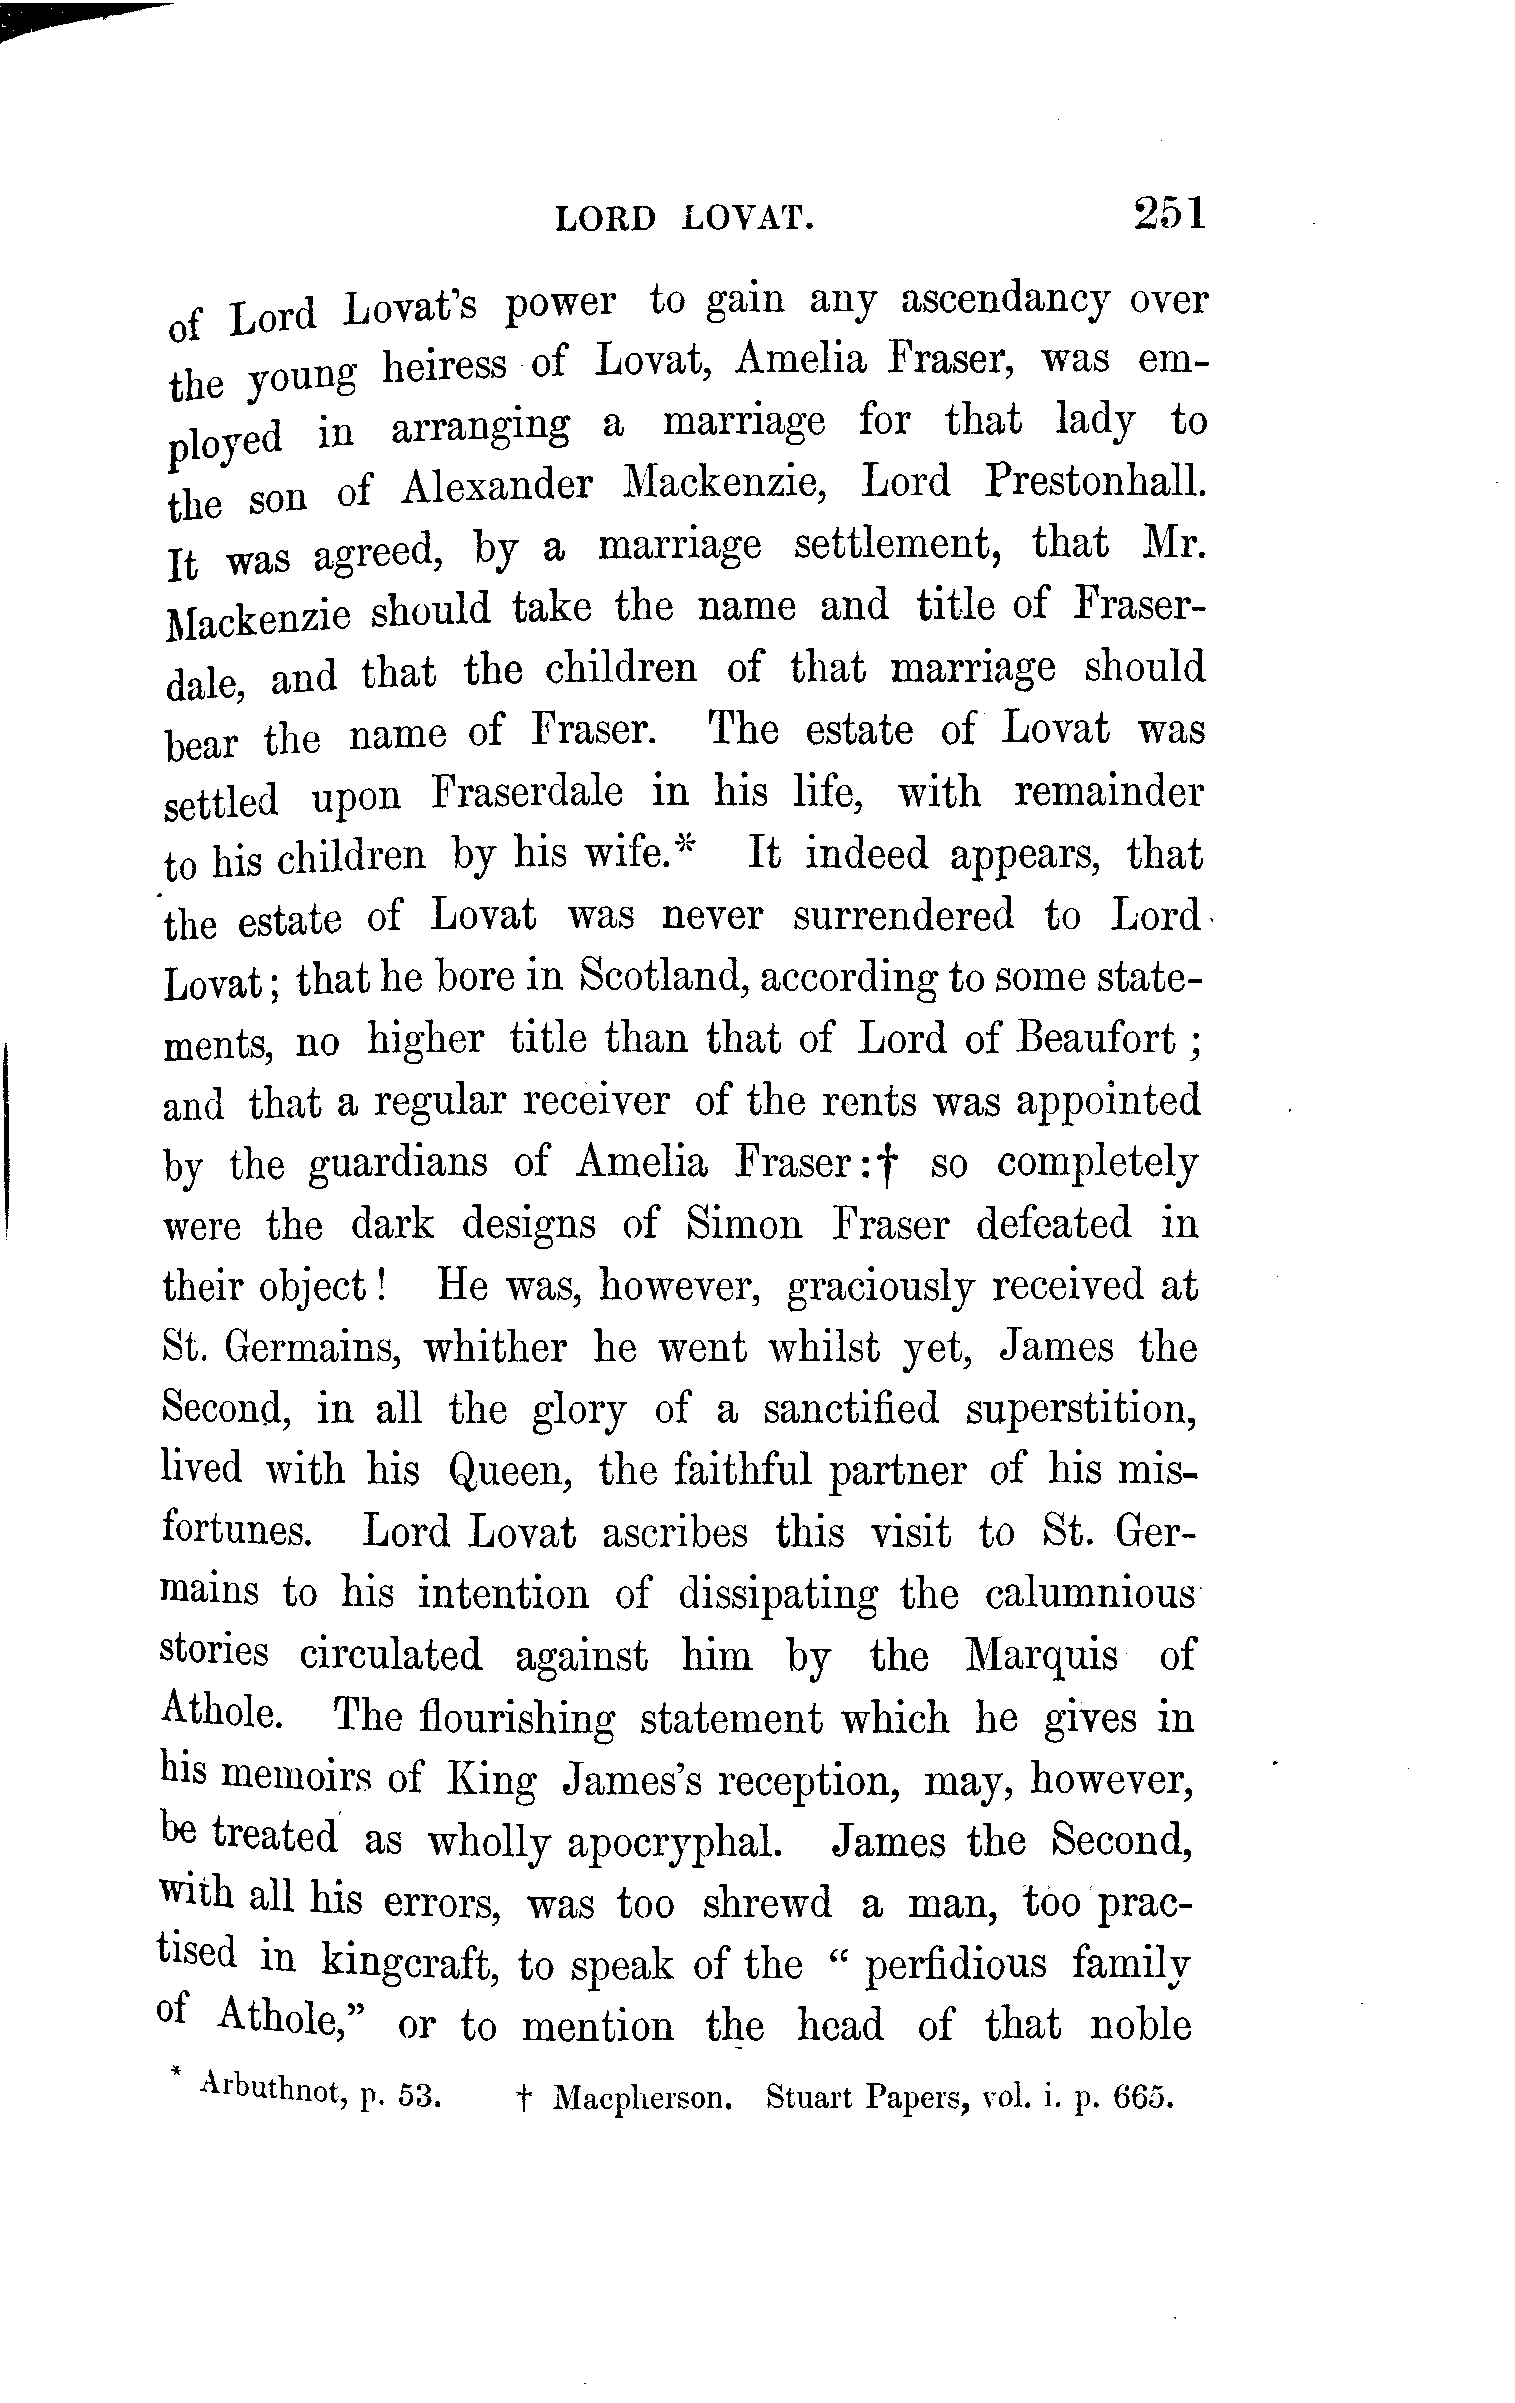 LORD LOVAT. 251
of Lord Lovat's power to gain any ascendancy over
the young heiress of Lovat, Amelia Fraser, was em-
ployed in arranging a marriage for that lady to
the son of Alexander Mackenzie, Lord Prestonhall.
It was agreed, by a marriage settlement, that Mr.
Mackenzie should take the name and title of Fraser-
dale, and that the children of that marriage should
bear the name of Fraser. The estate of Lovat was
settled upon Fraserdale in his life, with remainder
to his children by his wife.* It indeed appears, that
the estate of Lovat was never surrendered to Lord
Lovat; that he bore in Scotland, according to some state-
ments, no higher title than that of Lord of Beaufort;
and that a regular receiver of the rents was appointed
by the guardians of Amelia Fraser:† so completely
were the dark designs of Simon Fraser defeated in
their object! He was, however, graciously received at
St. Germains, whither he went whilst yet, James the
Second, in all the glory of a sanctified superstition,
lived with his Queen, the faithful partner of his mis-
fortunes. Lord Lovat ascribes this visit to St. Ger-
mains to his intention of dissipating the calumnious
stories circulated against him by the Marquis of
Athole. The flourishing statement which he gives in
his memoirs of King James's reception, may, however,
be treated as wholly apocryphal. James the Second,
with all his errors, was too shrewd a man, too prac-
tised in kingcraft, to speak of the " perfidious family
of Athole," or to mention the head of that noble
* Arbuthnot, p. 53. † Macpherson. Stuart Papers, vol. i. p. 665.